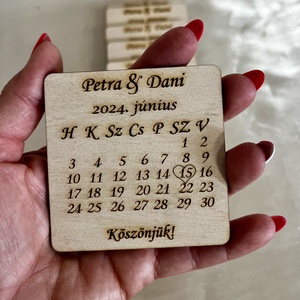 Petra & Dani
2024. június
H K Sz Cs P SZ V
1 2
3 4 5 6 7 8 9
10 11 12 13 14 15 16
17 18 19 20 21 22 23
24 25 26 27 28 29 30
Köszönjük!